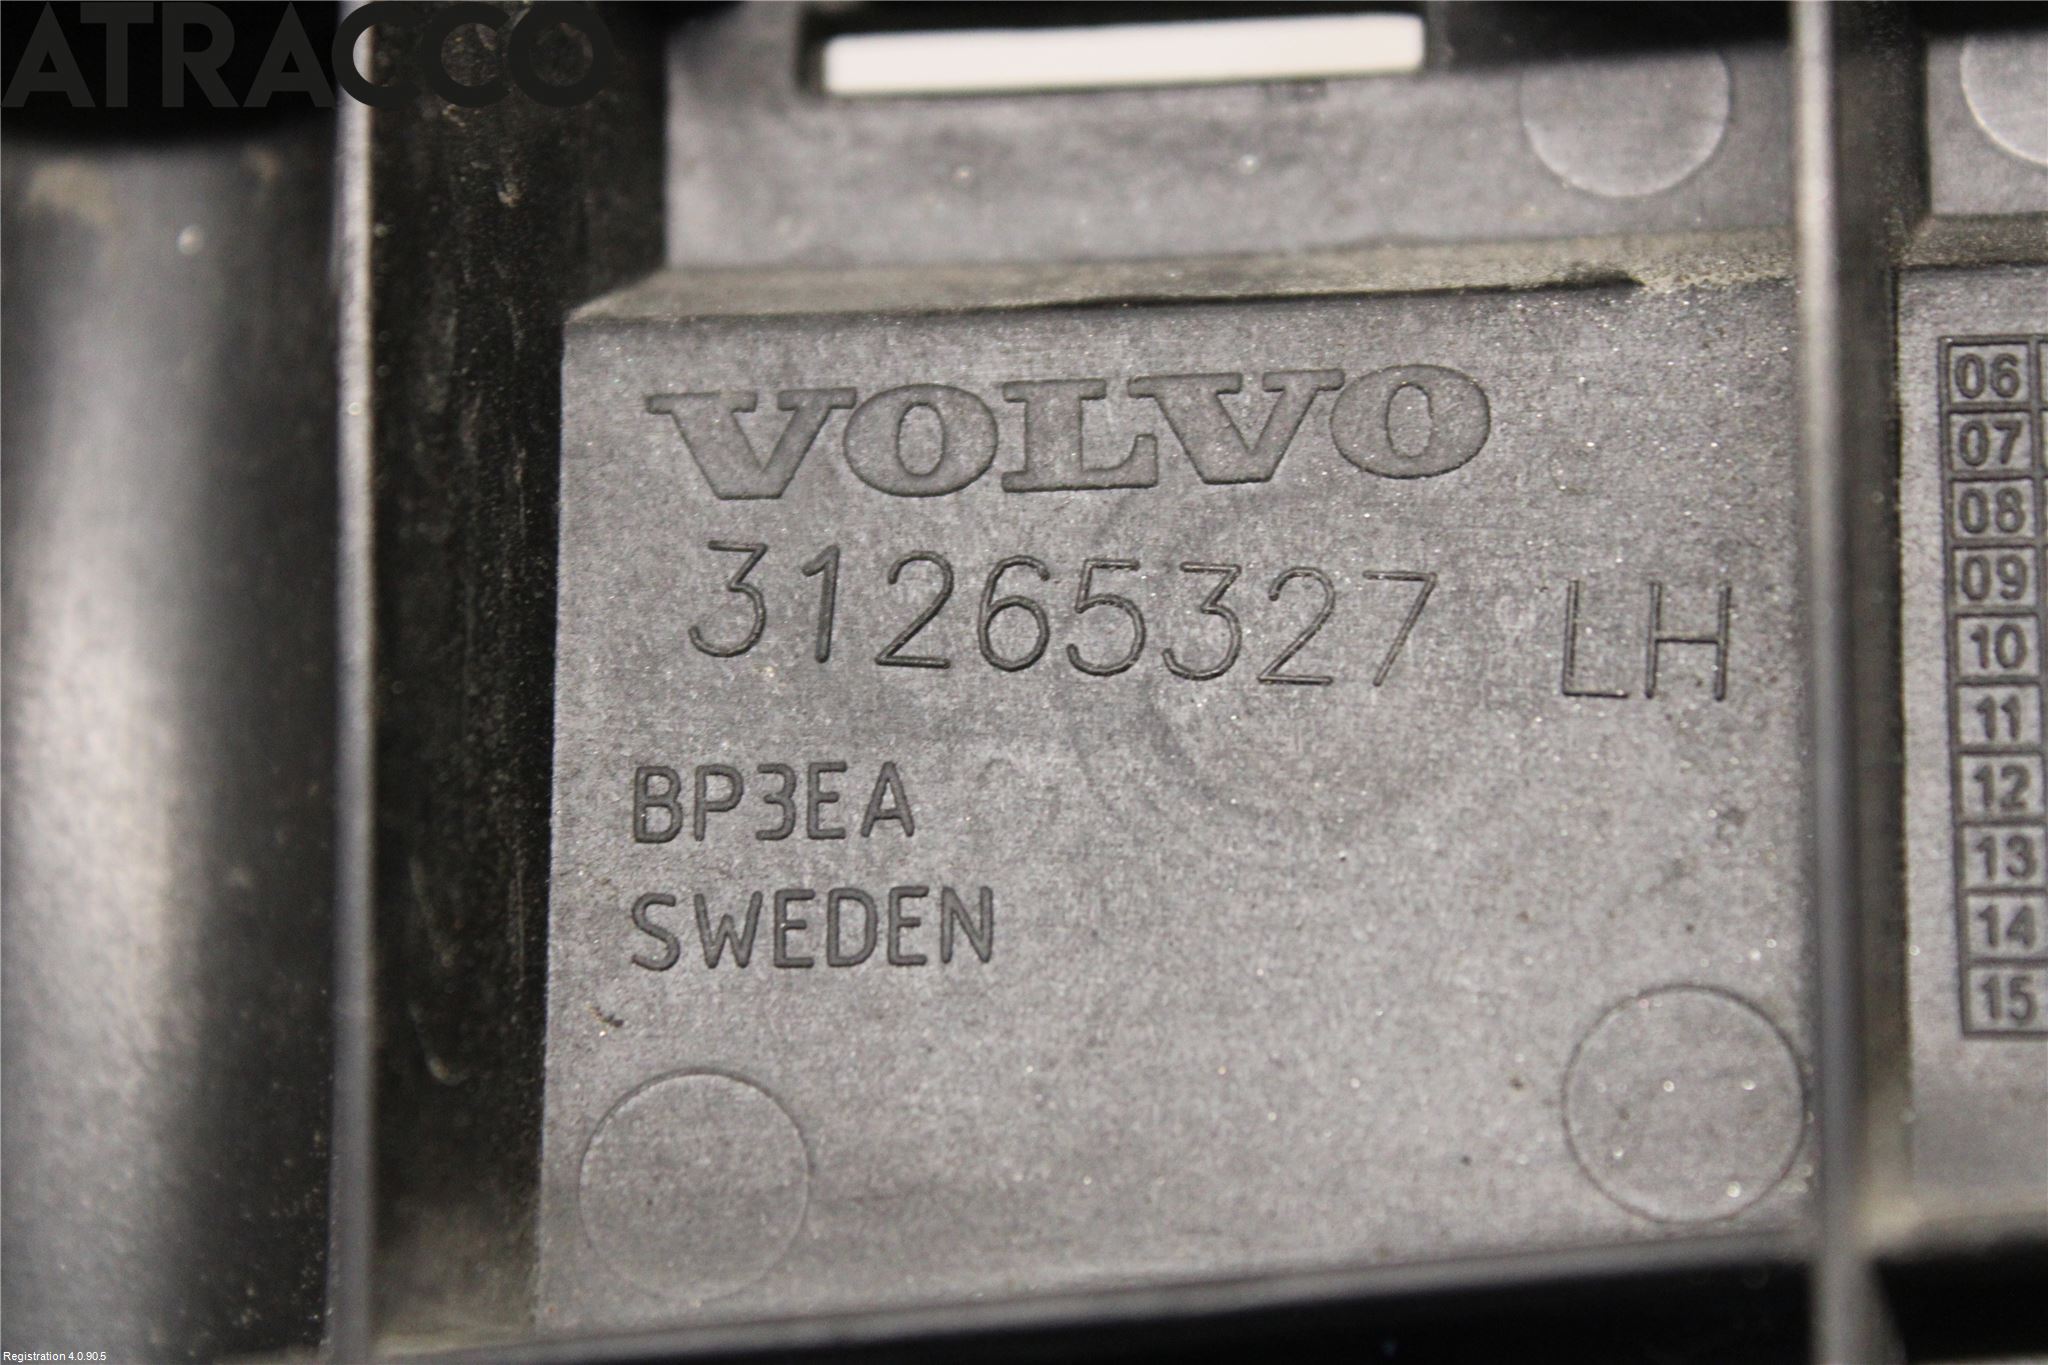 ATRACCO
VOLVO
31265327 LH
BP3EA
SWEDEN
06
07
08
09
10
11
12
13
14
15
Registration 4.0.90.5